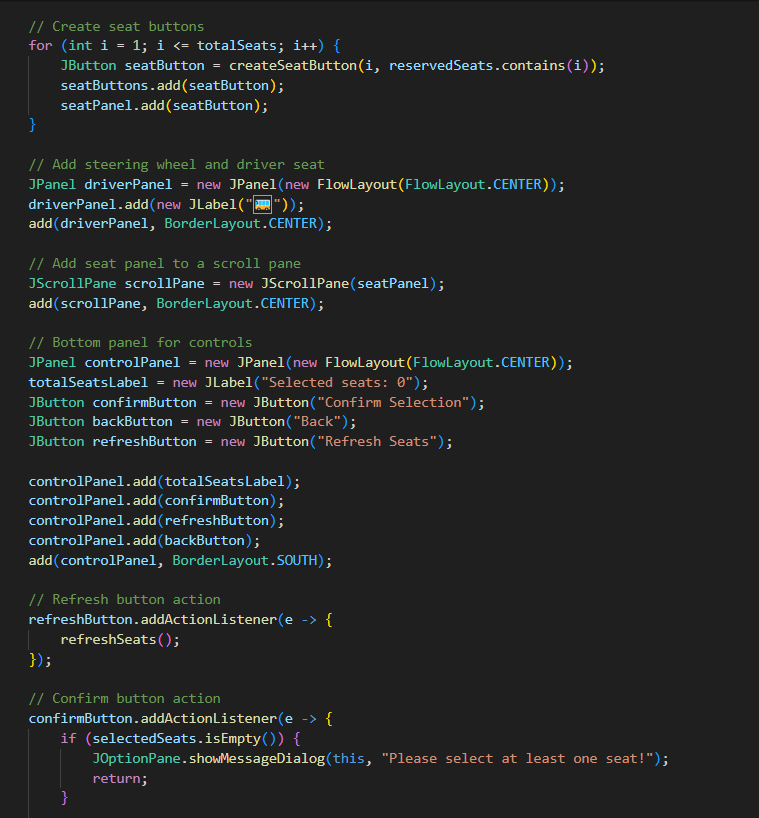 // Create seat buttons
for (int i = 1; i <= totalSeats; i++) {
    JButton seatButton = createSeatButton(i, reservedSeats.contains(i));
    seatButtons.add(seatButton);
    seatPanel.add(seatButton);
}

// Add steering wheel and driver seat
JPanel driverPanel = new JPanel(new FlowLayout(FlowLayout.CENTER));
driverPanel.add(new JLabel("🚌"));
add(driverPanel, BorderLayout.CENTER);

// Add seat panel to a scroll pane
JScrollPane scrollPane = new JScrollPane(seatPanel);
add(scrollPane, BorderLayout.CENTER);

// Bottom panel for controls
JPanel controlPanel = new JPanel(new FlowLayout(FlowLayout.CENTER));
totalSeatsLabel = new JLabel("Selected seats: 0");
JButton confirmButton = new JButton("Confirm Selection");
JButton backButton = new JButton("Back");
JButton refreshButton = new JButton("Refresh Seats");

controlPanel.add(totalSeatsLabel);
controlPanel.add(confirmButton);
controlPanel.add(refreshButton);
controlPanel.add(backButton);
add(controlPanel, BorderLayout.SOUTH);

// Refresh button action
refreshButton.addActionListener(e -> {
    refreshSeats();
});

// Confirm button action
confirmButton.addActionListener(e -> {
    if (selectedSeats.isEmpty()) {
        JOptionPane.showMessageDialog(this, "Please select at least one seat!");
        return;
    }